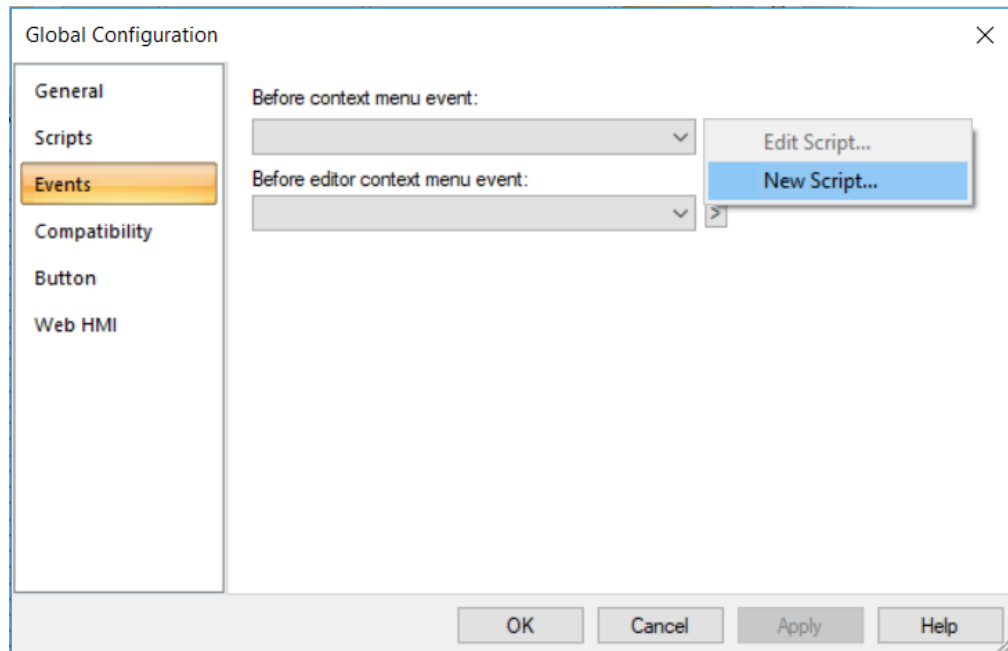 Global Configuration
General
Scripts
Events
Compatibility
Button
Web HMI
Before context menu event:
Edit Script...
New Script...
Before editor context menu event:
>
OK
Cancel
Apply
Help